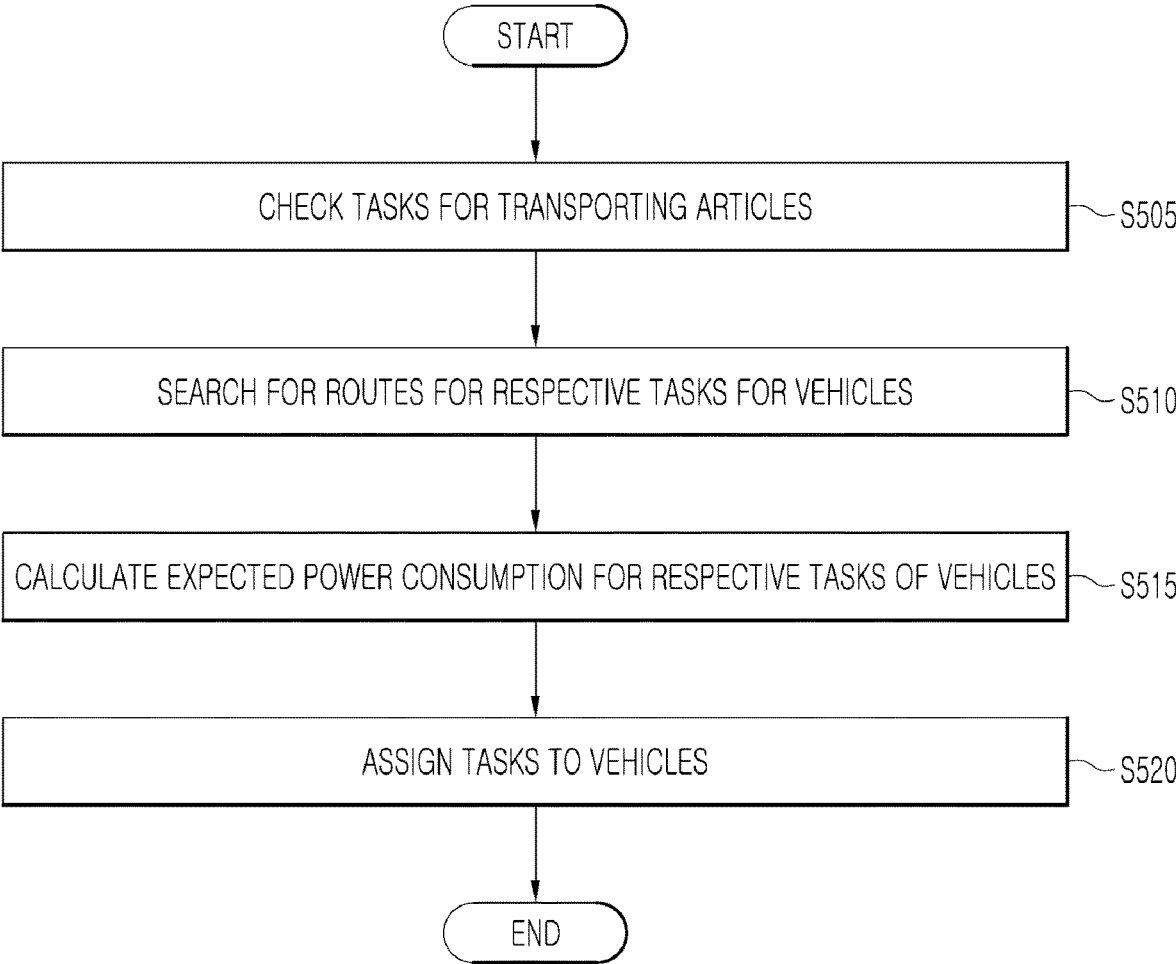 START
CHECK TASKS FOR TRANSPORTING ARTICLES
S505
SEARCH FOR ROUTES FOR RESPECTIVE TASKS FOR VEHICLES
S510
CALCULATE EXPECTED POWER CONSUMPTION FOR RESPECTIVE TASKS OF VEHICLES
S515
ASSIGN TASKS TO VEHICLES
S520
END